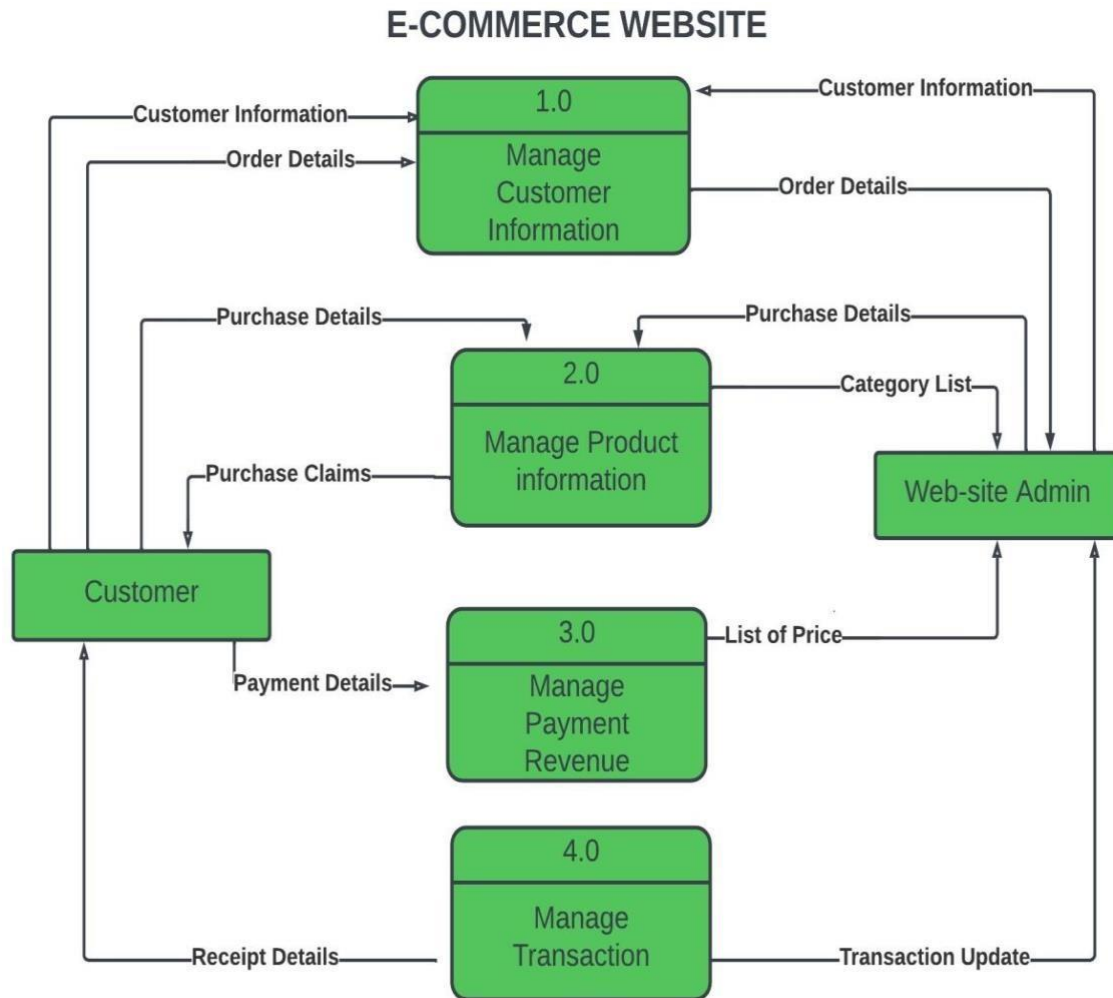 E-COMMERCE WEBSITE
1.0
Customer Information
Customer Information
Order Details
Manage
Customer
Information
Order Details
Purchase Details
Purchase Details
2.0
Category List
Manage Product
information
Purchase Claims
Web-site Admin
Customer
3.0
List of Price
Payment Details
Manage
Payment
Revenue
4.0
Manage
Transaction
Receipt Details
Transaction Update